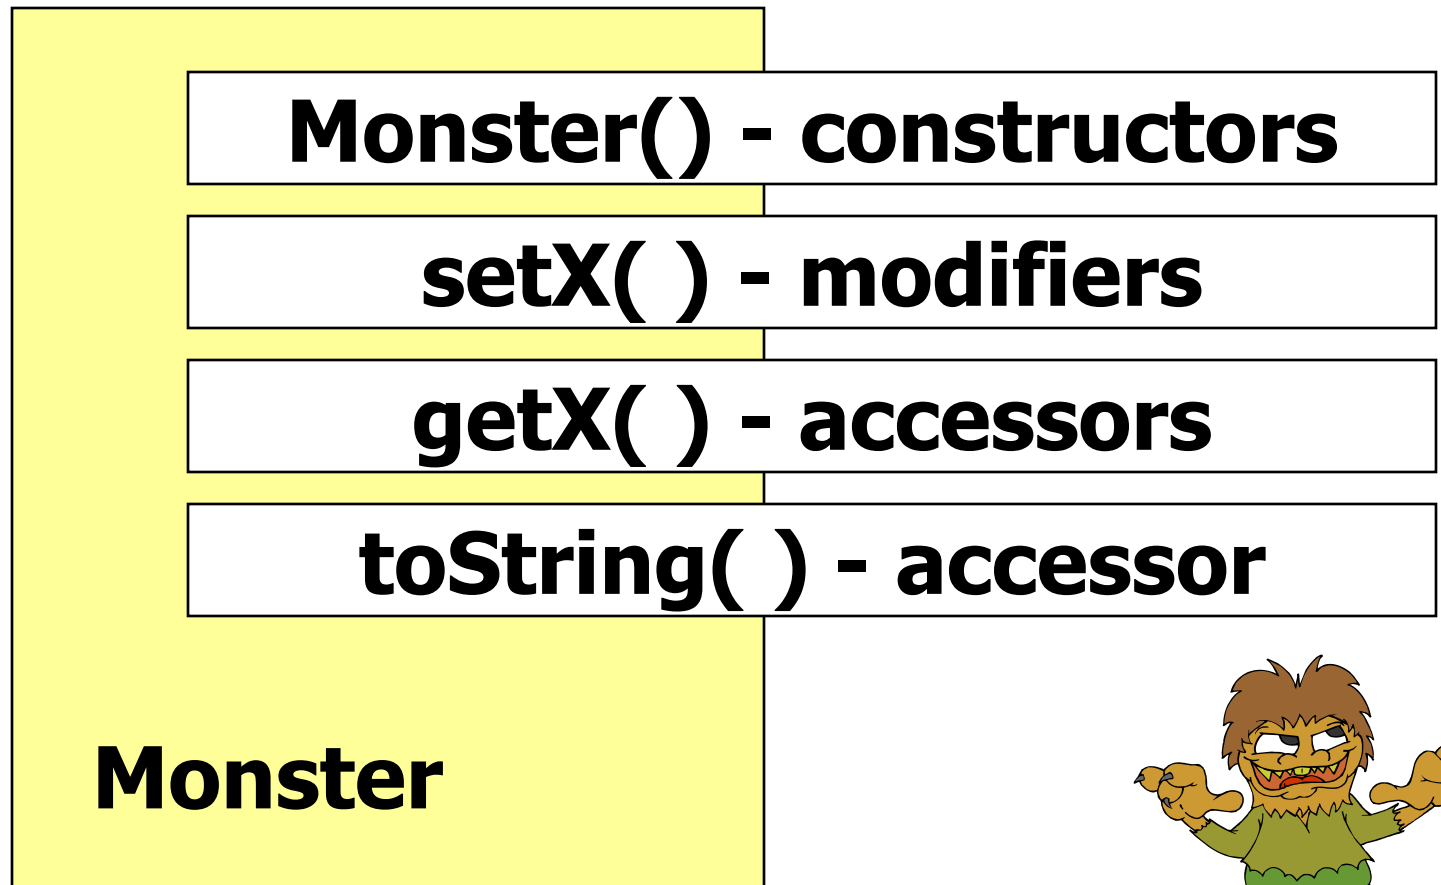 Monster() - constructors
setX( ) - modifiers
getX( ) - accessors
toString( ) - accessor
Monster